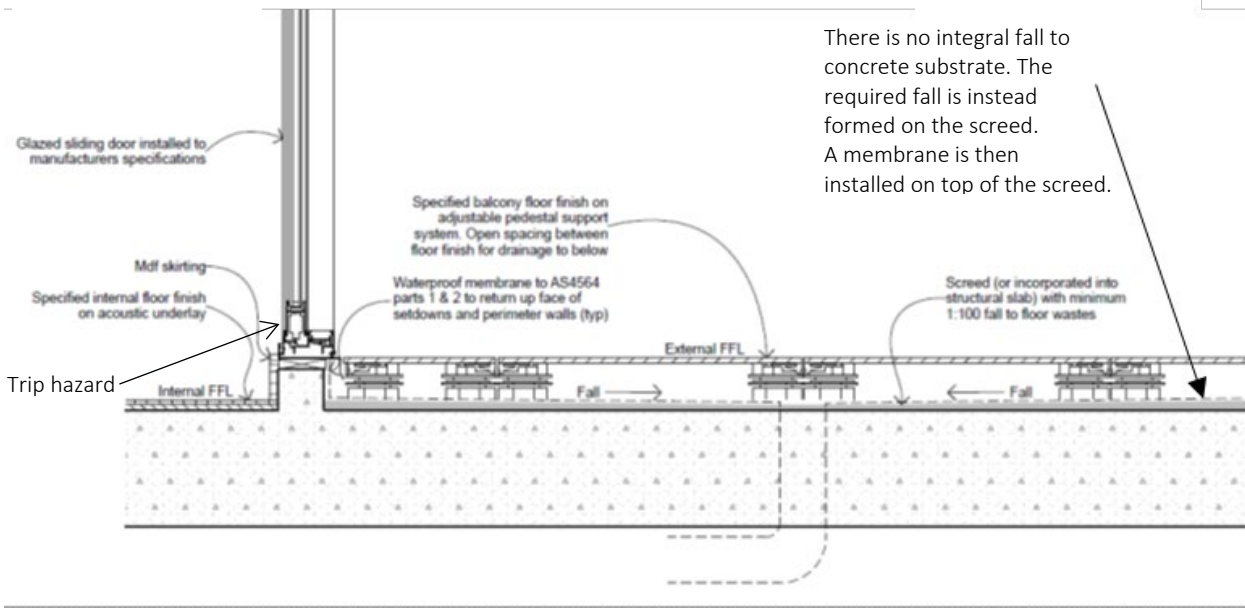 There is no integral fall to
concrete substrate. The
required fall is instead
formed on the screed.
A membrane is then
installed on top of the screed.
Glazed sliding door installed to
manufacturers specifications
Specified balcony floor finish on
adjustable pedestal support
system. Open spacing between
floor finish for drainage to below
Mdf skirting
Specified internal floor finish
on acoustic underlay
Waterproof membrane to AS4564
parts 1 & 2 to return up face of
setdowns and perimeter walls (typ)
Screed (or incorporated into
structural slab) with minimum
1:100 fall to floor wastes
External FFL
Trip hazard
Internal FFL
Fall
Fall